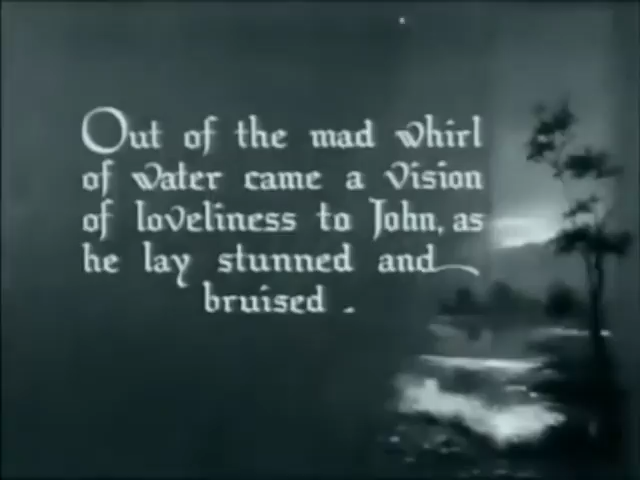 Out of the mad whirl
of water came a vision
of loveliness to John, as
he lay stunned and
bruised .